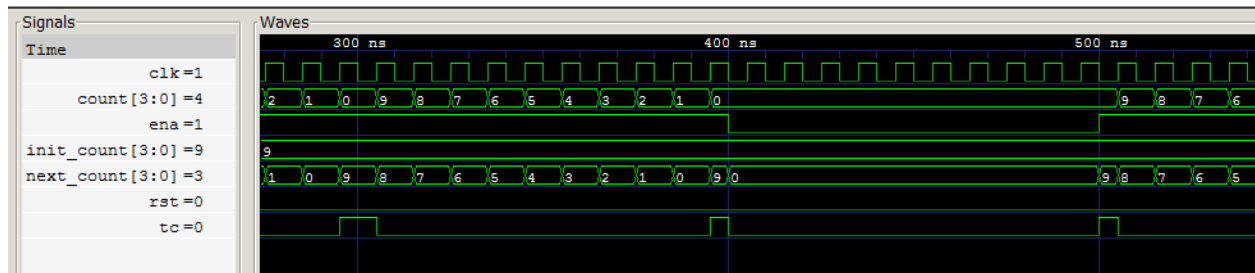 Signals Waves
Time 300 ns 400 ns 500 ns
clk=1
count[3:0]=4 2 1 0 9 8 7 6 5 4 3 2 1 0 9 8 7 6
ena=1
init_count[3:0]=9 9
next_count[3:0]=3 1 0 9 8 7 6 5 4 3 2 1 0 9 0 9 8 7 6 5
rst=0
tc=0